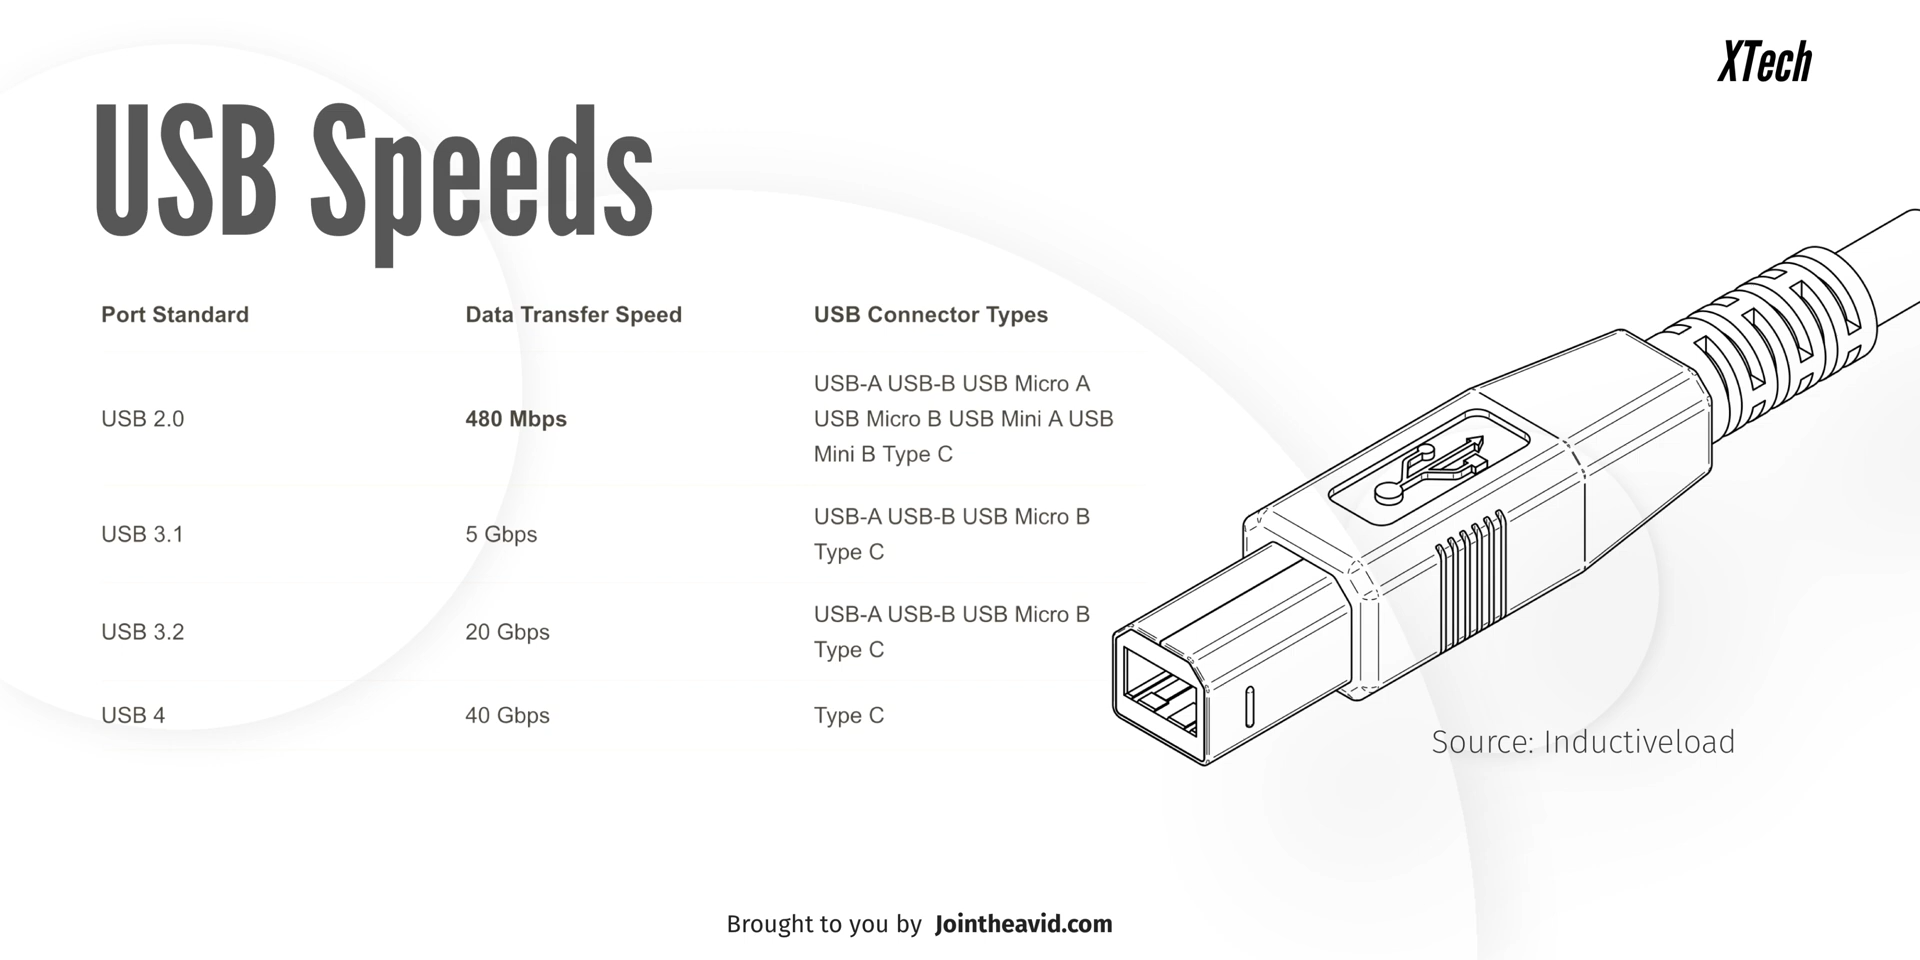 XTech
USB Speeds
Port Standard Data Transfer Speed USB Connector Types
USB 2.0 480 Mbps USB-A USB-B USB Micro A
USB Micro B USB Mini A USB
Mini B Type C
USB 3.1 5 Gbps USB-A USB-B USB Micro B
Type C
USB 3.2 20 Gbps USB-A USB-B USB Micro B
Type C
USB 4 40 Gbps Type C
Source: Inductiveload
Brought to you by Jointheavid.com